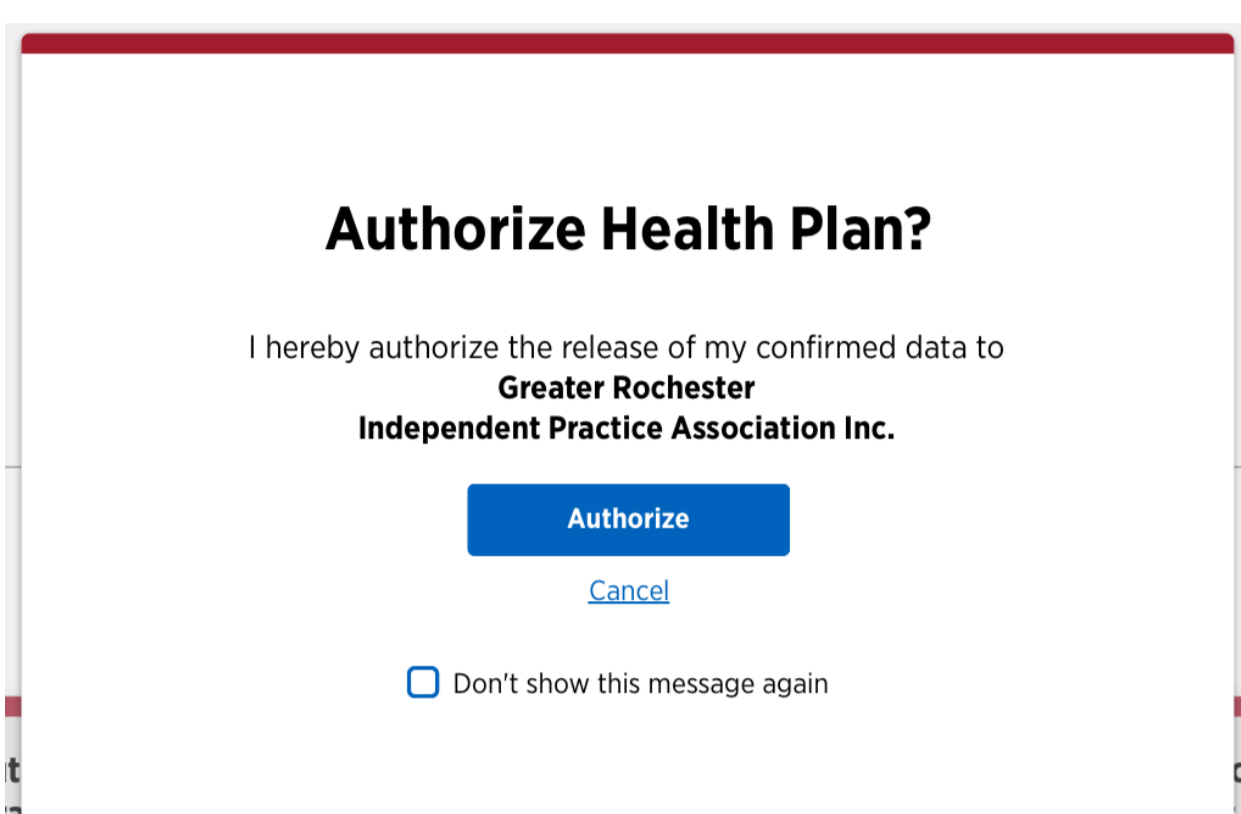 Authorize Health Plan?
I hereby authorize the release of my confirmed data to
Greater Rochester
Independent Practice Association Inc.
Authorize
Cancel
Don't show this message again